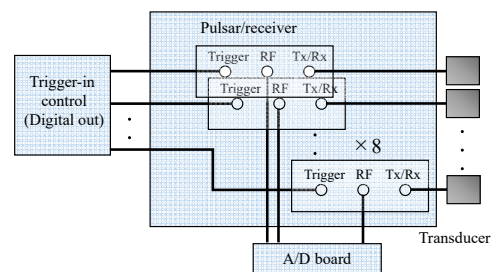 Pulsar/receiver
Trigger RF Tx/Rx
Trigger RF Tx/Rx
Trigger-in
control
(Digital out)
×8
Trigger RF Tx/Rx
Transducer
A/D board